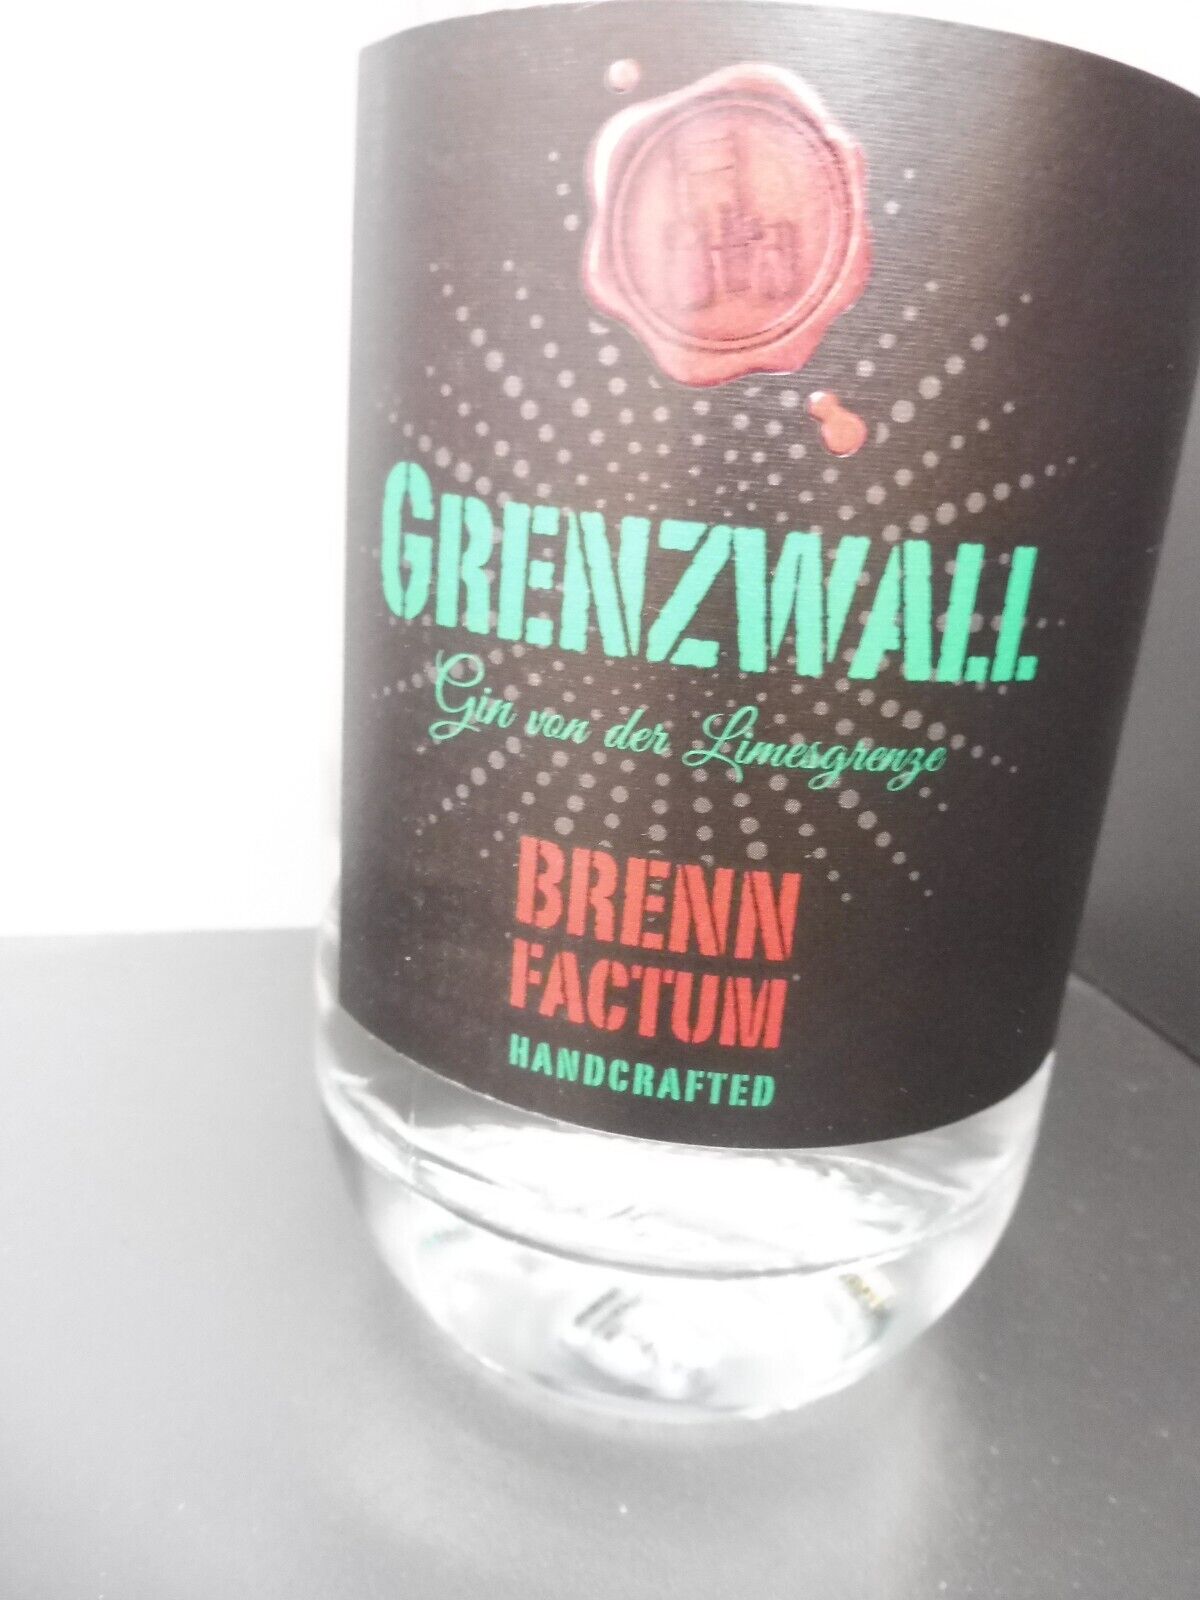 GRENZWALL
Gin von der Limesgrenze
BRENN
FACTUM
HANDCRAFTED